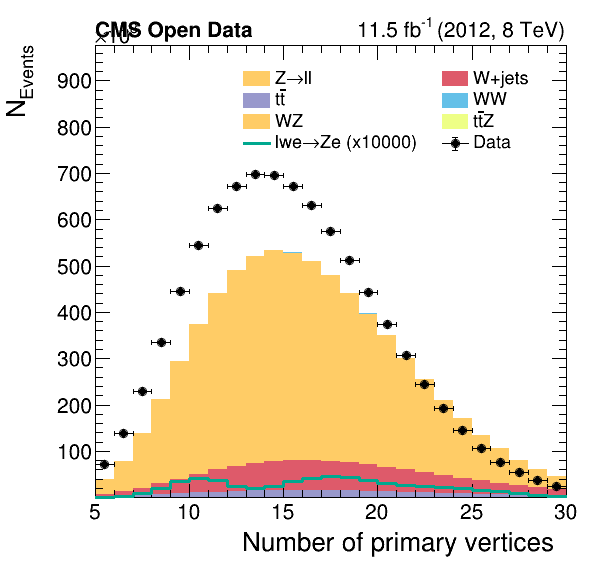 CMS Open Data
11.5 fb-1 (2012, 8 TeV)
NEvents
900
800
700
600
500
400
300
200
100
Z→ll
tt̄
WZ
lwe→Ze (x10000)
W+jets
WW
tt̄Z
Data
5 10 15 20 25 30
Number of primary vertices